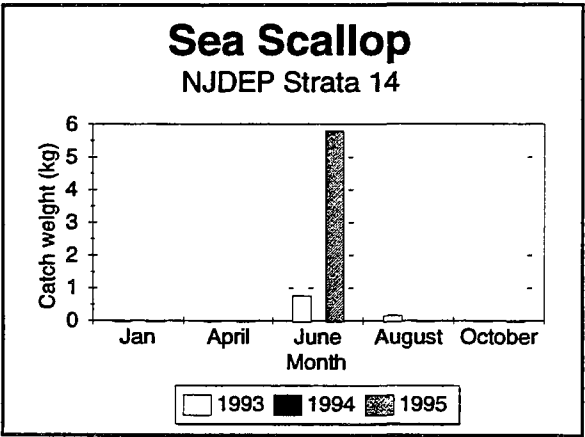 Sea Scallop
NJDEP Strata 14
Catch weight (kg)
6
5
4
3
2
1
0
Jan April June August October
Month
1993 1994 1995